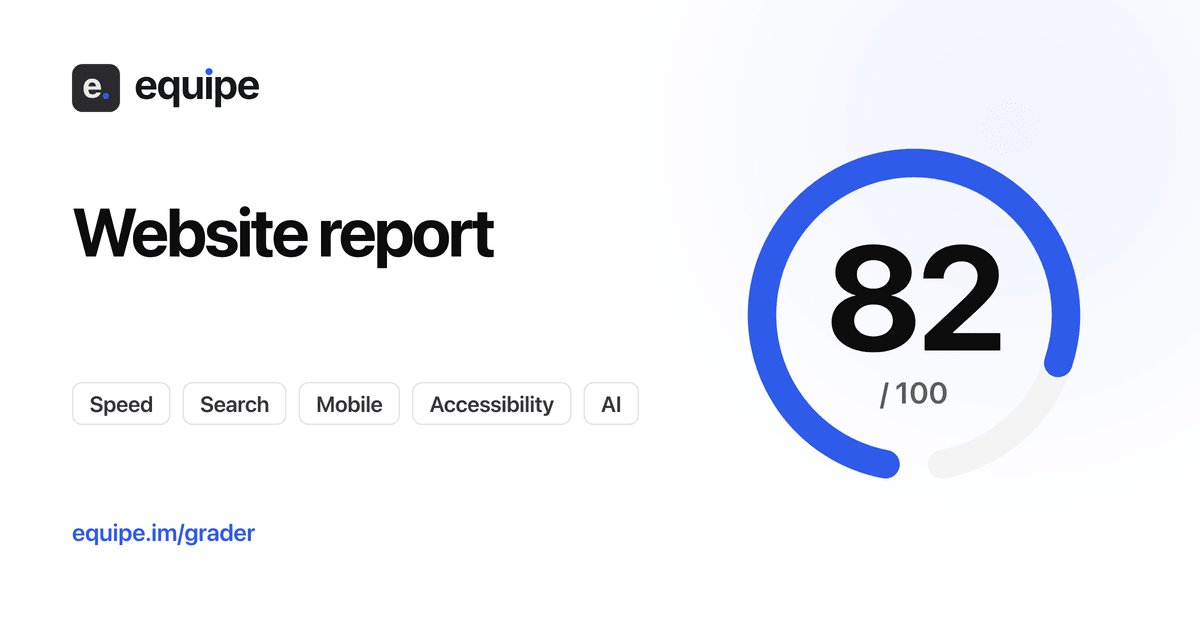 e.
equipe
Website report
82
/ 100
Speed
Search
Mobile
Accessibility
AI
equipe.im/grader